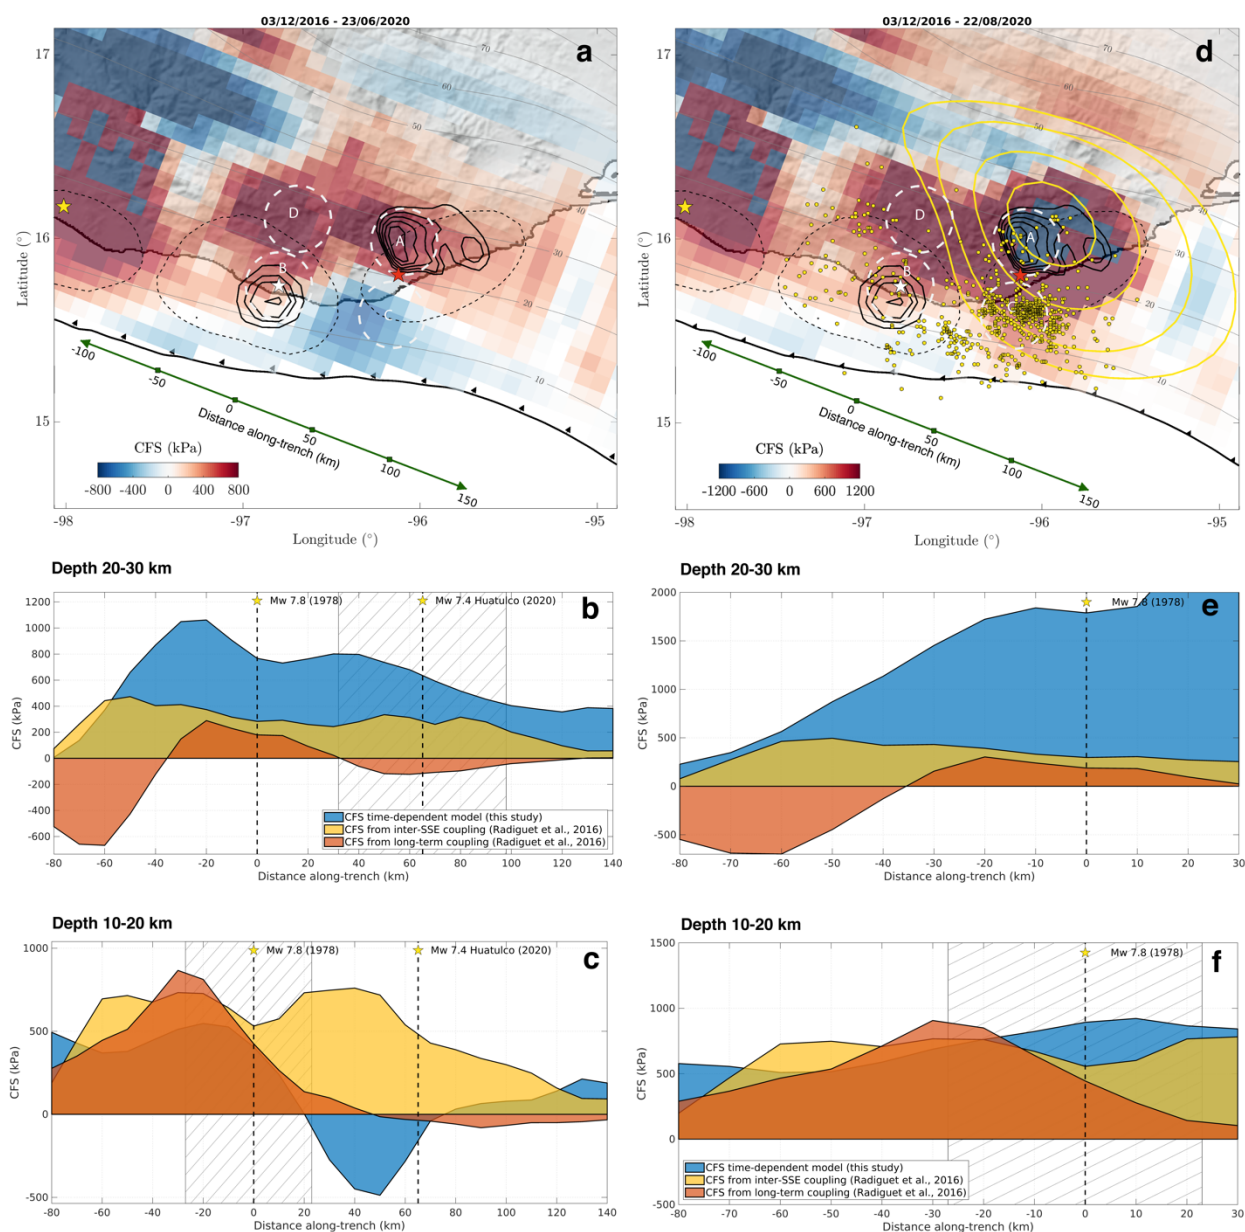 03/12/2016 - 23/06/2020
a
17
16
15
Latitude (°)
70
60
50
40
30
20
10
D
A
B
C
-100
-50
0
50
100
150
Distance along-trench (km)
CFS (kPa)
-800 -400 0 400 800
-98 -97 -96 -95
Longitude (°)
03/12/2016 - 22/08/2020
d
17
16
15
Latitude (°)
70
60
50
40
30
20
10
D
A
B
-100
-50
0
50
100
150
Distance along-trench (km)
CFS (kPa)
-1200 -600 0 600 1200
-98 -97 -96 -95
Longitude (°)
Depth 20-30 km
b
Mw 7.8 (1978)
Mw 7.4 Huatulco (2020)
1200
1000
800
600
400
200
0
-200
-400
-600
CFS (kPa)
CFS time-dependent model (this study)
CFS from inter-SSE coupling (Radiguet et al., 2016)
CFS from long-term coupling (Radiguet et al., 2016)
-80 -60 -40 -20 0 20 40 60 80 100 120 140
Distance along-trench (km)
Depth 20-30 km
e
Mw 7.8 (1978)
2000
1500
1000
500
0
-500
CFS (kPa)
-80 -70 -60 -50 -40 -30 -20 -10 0 10 20 30
Distance along-trench (km)
Depth 10-20 km
c
Mw 7.8 (1978)
Mw 7.4 Huatulco (2020)
1000
500
0
-500
CFS (kPa)
-80 -60 -40 -20 0 20 40 60 80 100 120 140
Distance along-trench (km)
Depth 10-20 km
f
Mw 7.8 (1978)
1500
1000
500
0
-500
CFS (kPa)
CFS time-dependent model (this study)
CFS from inter-SSE coupling (Radiguet et al., 2016)
CFS from long-term coupling (Radiguet et al., 2016)
-80 -70 -60 -50 -40 -30 -20 -10 0 10 20 30
Distance along-trench (km)